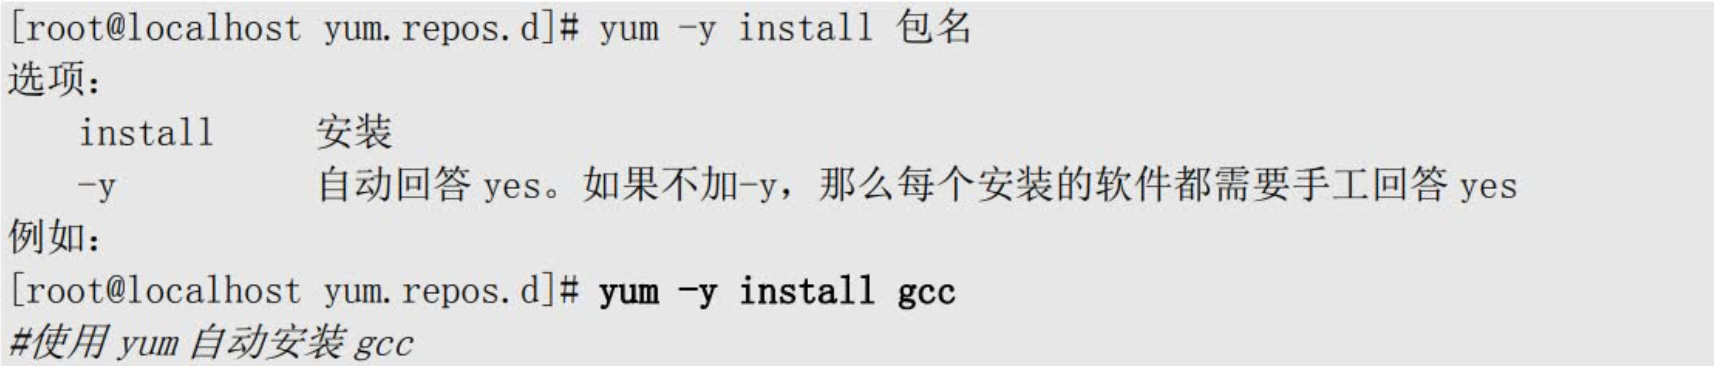 [root@localhost yum.repos.d]# yum -y install 包名
选项：
install 安装
-y 自动回答 yes。如果不加-y，那么每个安装的软件都需要手工回答 yes
例如：
[root@localhost yum.repos.d]# yum -y install gcc
#使用 yum 自动安装 gcc